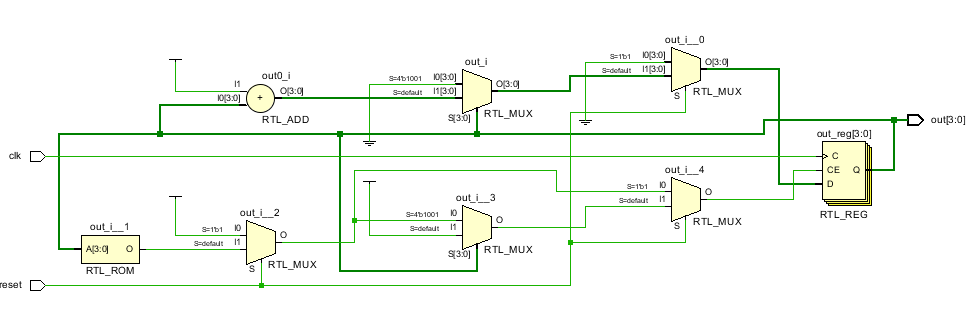 out_i__0
S=1'b1 I0[3:0]
S=default I1[3:0] O[3:0]
S RTL_MUX
out_i
S=4'b1001 I0[3:0]
S=default I1[3:0] O[3:0]
S[3:0] RTL_MUX
out0_i
I1
I0[3:0] + O[3:0]
RTL_ADD
out[3:0]
out_reg[3:0]
C
CE Q
D
RTL_REG
clk
out_i__4
S=1'b1 I0
S=default I1 O
S RTL_MUX
out_i__3
S=4'b1001 I0
S=default I1 O
S[3:0] RTL_MUX
out_i__2
S=1'b1 I0
S=default I1 O
S RTL_MUX
out_i__1
A[3:0] O
RTL_ROM
reset